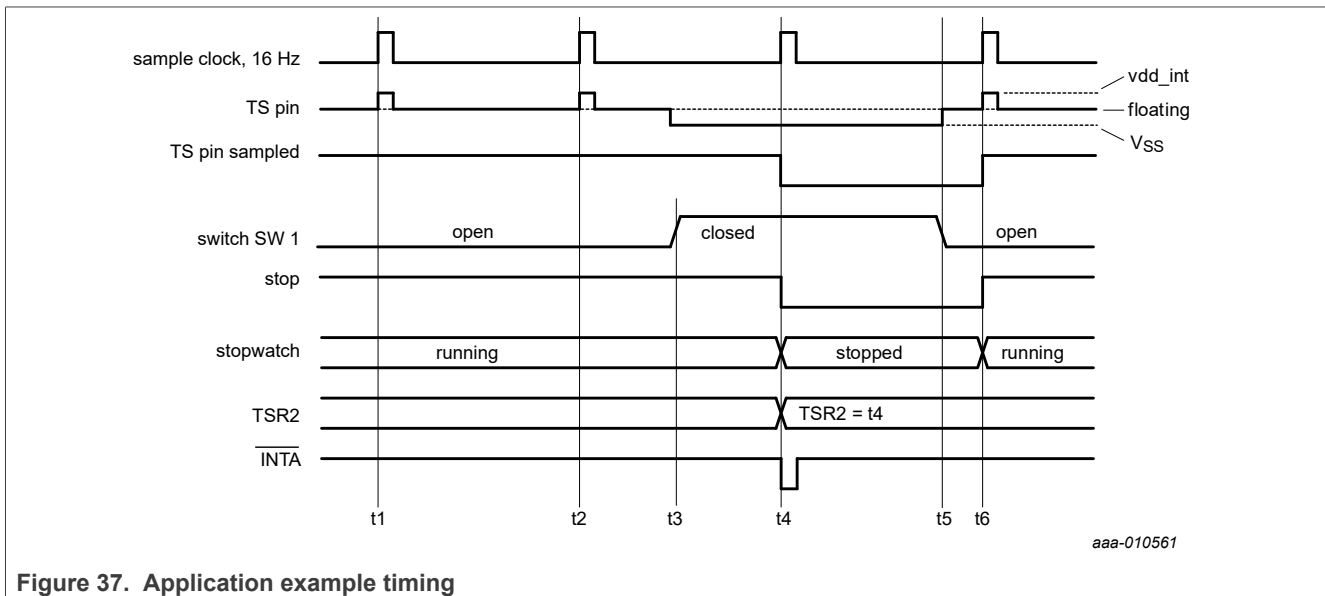 sample clock, 16 Hz
vdd_int
TS pin
floating
VSS
TS pin sampled
switch SW 1
open
closed
open
stop
stopwatch
running
stopped
running
TSR2
TSR2 = t4
INTA
t1
t2
t3
t4
t5
t6
aaa-010561
Figure 37. Application example timing